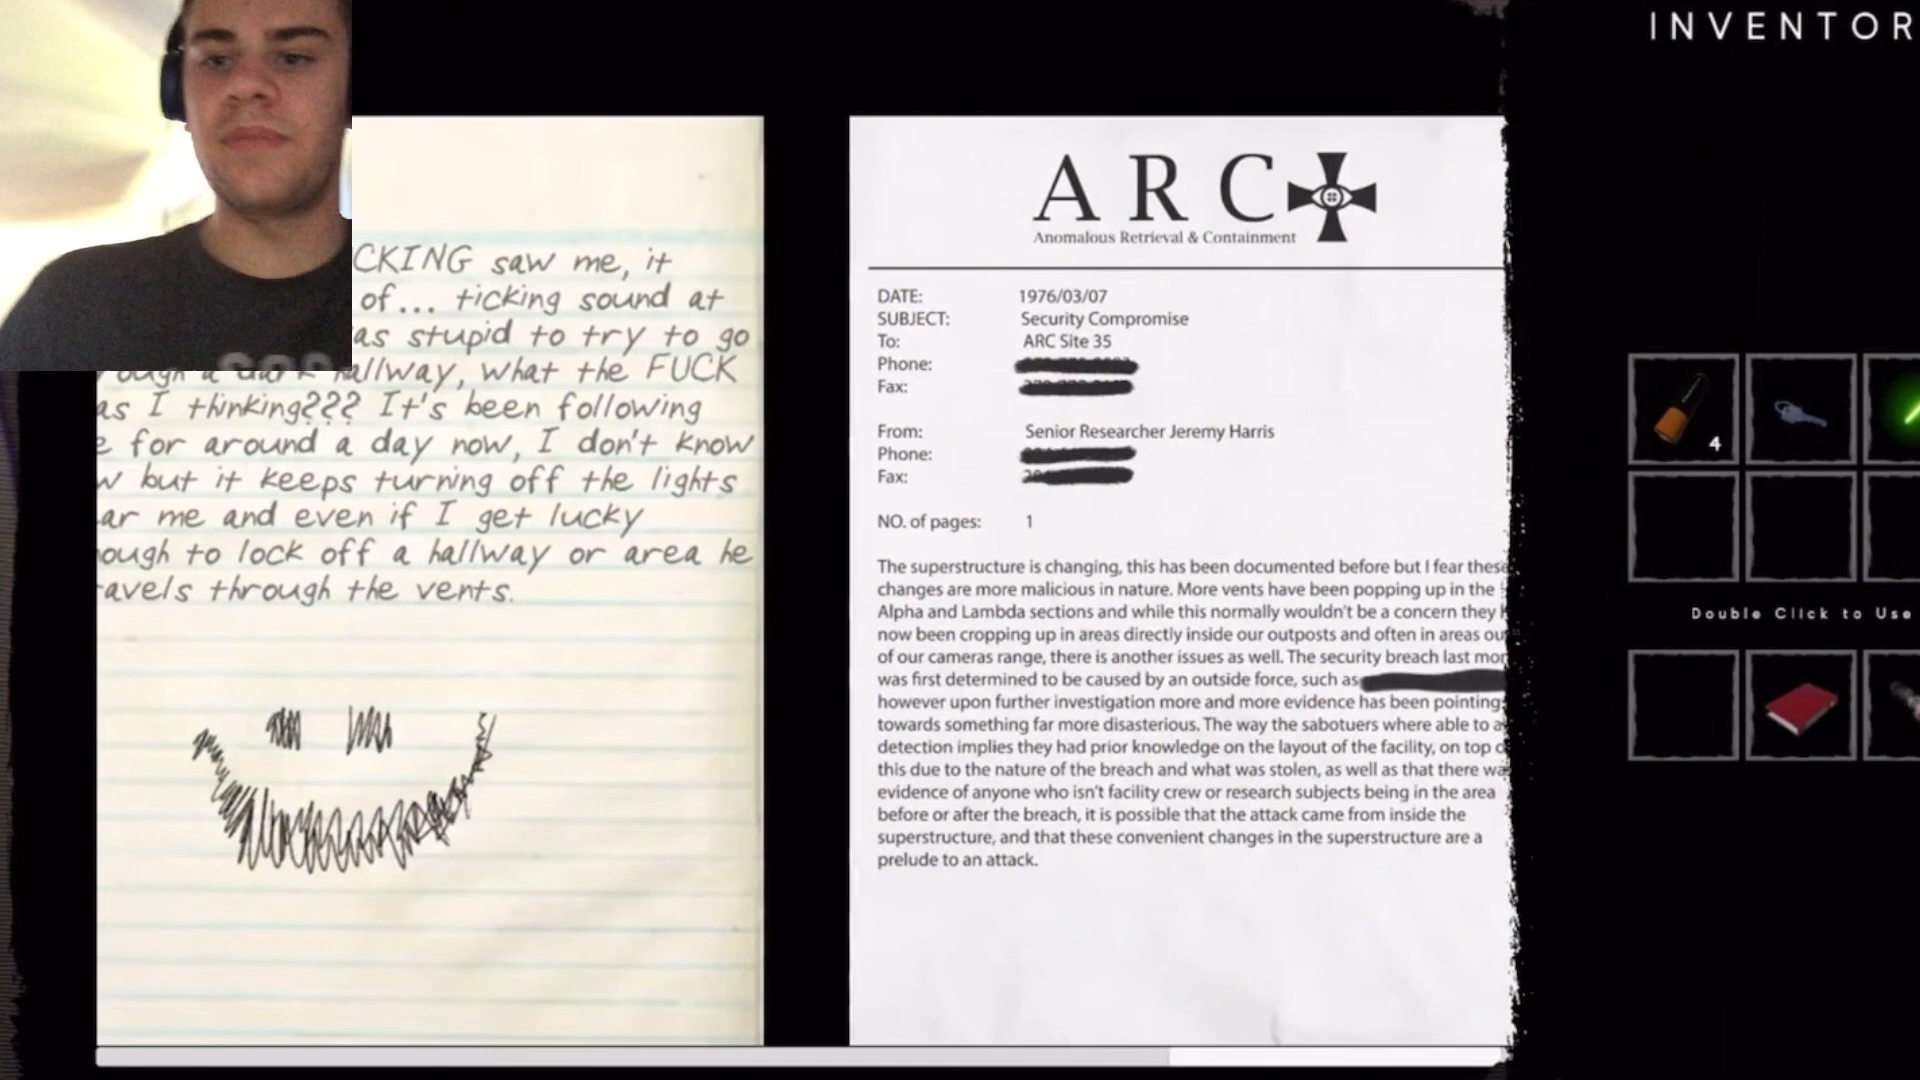 INVENTOR
CKING saw me, it
of... ticking sound at
as stupid to try to go
hallway, what the FUCK
as I thinking??? It's been following
e for around a day now, I don't know
w but it keeps turning off the lights
ar me and even if I get lucky
ough to lock off a hallway or area he
ravels through the vents.
ARC
Anomalous Retrieval & Containment
DATE: 1976/03/07
SUBJECT: Security Compromise
To: ARC Site 35
Phone:
Fax:
From: Senior Researcher Jeremy Harris
Phone:
Fax:
NO. of pages: 1
The superstructure is changing, this has been documented before but I fear these
changes are more malicious in nature. More vents have been popping up in the
Alpha and Lambda sections and while this normally wouldn't be a concern they
now been cropping up in areas directly inside our outposts and often in areas ou
of our cameras range, there is another issues as well. The security breach last mon
was first determined to be caused by an outside force, such as
however upon further investigation more and more evidence has been pointing
towards something far more disasterious. The way the sabotuers where able to a
detection implies they had prior knowledge on the layout of the facility, on top o
this due to the nature of the breach and what was stolen, as well as that there wa
evidence of anyone who isn't facility crew or research subjects being in the area
before or after the breach, it is possible that the attack came from inside the
superstructure, and that these convenient changes in the superstructure are a
prelude to an attack.
4
Double Click to Use